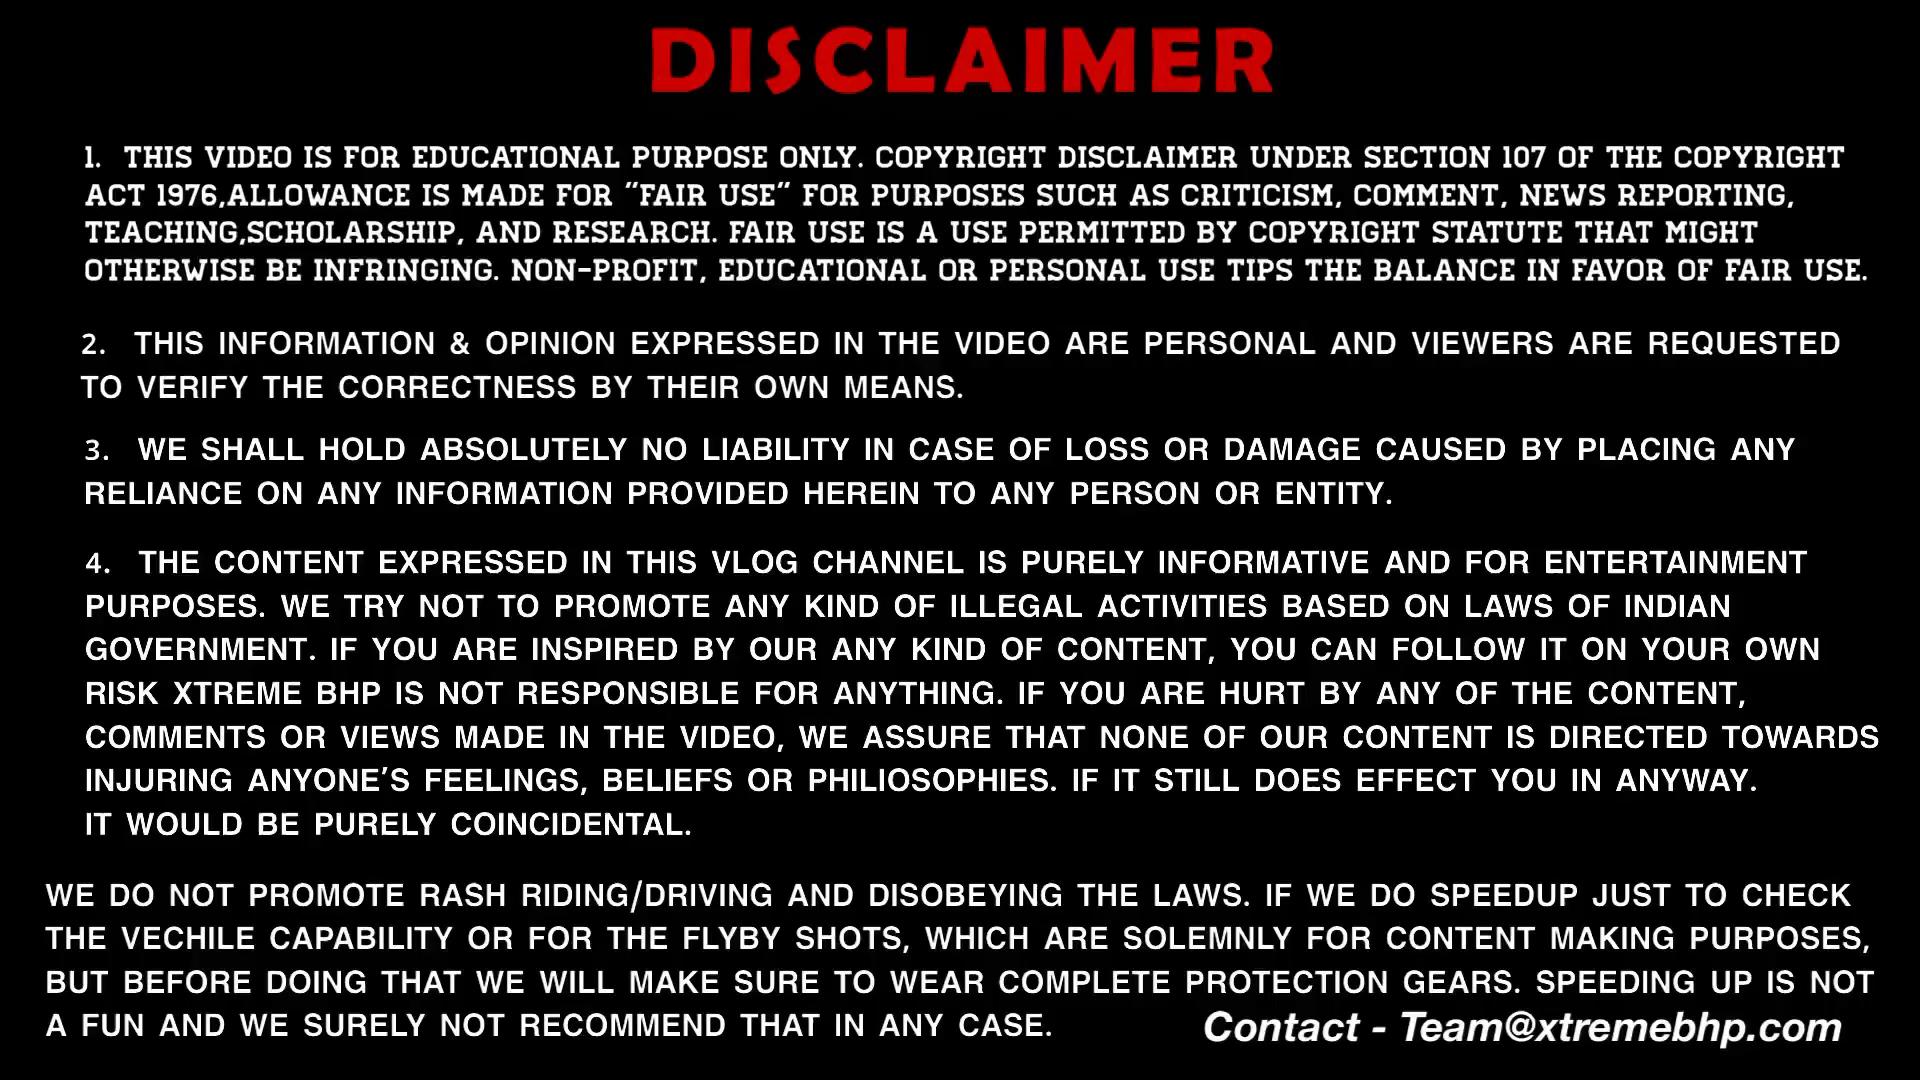 DISCLAIMER
1. THIS VIDEO IS FOR EDUCATIONAL PURPOSE ONLY. COPYRIGHT DISCLAIMER UNDER SECTION 107 OF THE COPYRIGHT
ACT 1976,ALLOWANCE IS MADE FOR "FAIR USE" FOR PURPOSES SUCH AS CRITICISM, COMMENT, NEWS REPORTING,
TEACHING,SCHOLARSHIP, AND RESEARCH. FAIR USE IS A USE PERMITTED BY COPYRIGHT STATUTE THAT MIGHT
OTHERWISE BE INFRINGING. NON-PROFIT, EDUCATIONAL OR PERSONAL USE TIPS THE BALANCE IN FAVOR OF FAIR USE.
2. THIS INFORMATION & OPINION EXPRESSED IN THE VIDEO ARE PERSONAL AND VIEWERS ARE REQUESTED
TO VERIFY THE CORRECTNESS BY THEIR OWN MEANS.
3. WE SHALL HOLD ABSOLUTELY NO LIABILITY IN CASE OF LOSS OR DAMAGE CAUSED BY PLACING ANY
RELIANCE ON ANY INFORMATION PROVIDED HEREIN TO ANY PERSON OR ENTITY.
4. THE CONTENT EXPRESSED IN THIS VLOG CHANNEL IS PURELY INFORMATIVE AND FOR ENTERTAINMENT
PURPOSES. WE TRY NOT TO PROMOTE ANY KIND OF ILLEGAL ACTIVITIES BASED ON LAWS OF INDIAN
GOVERNMENT. IF YOU ARE INSPIRED BY OUR ANY KIND OF CONTENT, YOU CAN FOLLOW IT ON YOUR OWN
RISK XTREME BHP IS NOT RESPONSIBLE FOR ANYTHING. IF YOU ARE HURT BY ANY OF THE CONTENT,
COMMENTS OR VIEWS MADE IN THE VIDEO, WE ASSURE THAT NONE OF OUR CONTENT IS DIRECTED TOWARDS
INJURING ANYONE'S FEELINGS, BELIEFS OR PHILIOSOPHIES. IF IT STILL DOES EFFECT YOU IN ANYWAY.
IT WOULD BE PURELY COINCIDENTAL.
WE DO NOT PROMOTE RASH RIDING/DRIVING AND DISOBEYING THE LAWS. IF WE DO SPEEDUP JUST TO CHECK
THE VECHILE CAPABILITY OR FOR THE FLYBY SHOTS, WHICH ARE SOLEMNLY FOR CONTENT MAKING PURPOSES,
BUT BEFORE DOING THAT WE WILL MAKE SURE TO WEAR COMPLETE PROTECTION GEARS. SPEEDING UP IS NOT
A FUN AND WE SURELY NOT RECOMMEND THAT IN ANY CASE.
Contact - Team@xtremebhp.com